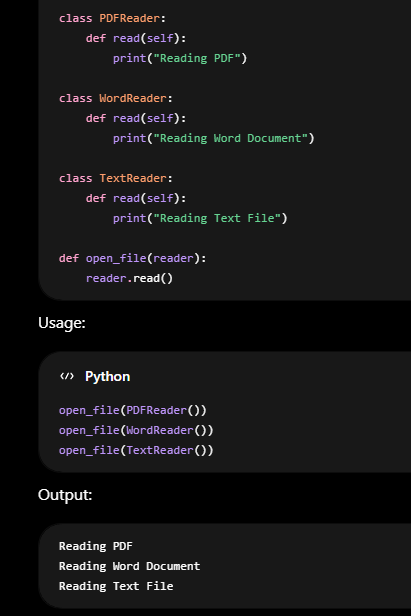 class PDFReader:
    def read(self):
        print("Reading PDF")

class WordReader:
    def read(self):
        print("Reading Word Document")

class TextReader:
    def read(self):
        print("Reading Text File")

def open_file(reader):
    reader.read()
Usage:
</> Python
open_file(PDFReader())
open_file(WordReader())
open_file(TextReader())
Output:
Reading PDF
Reading Word Document
Reading Text File